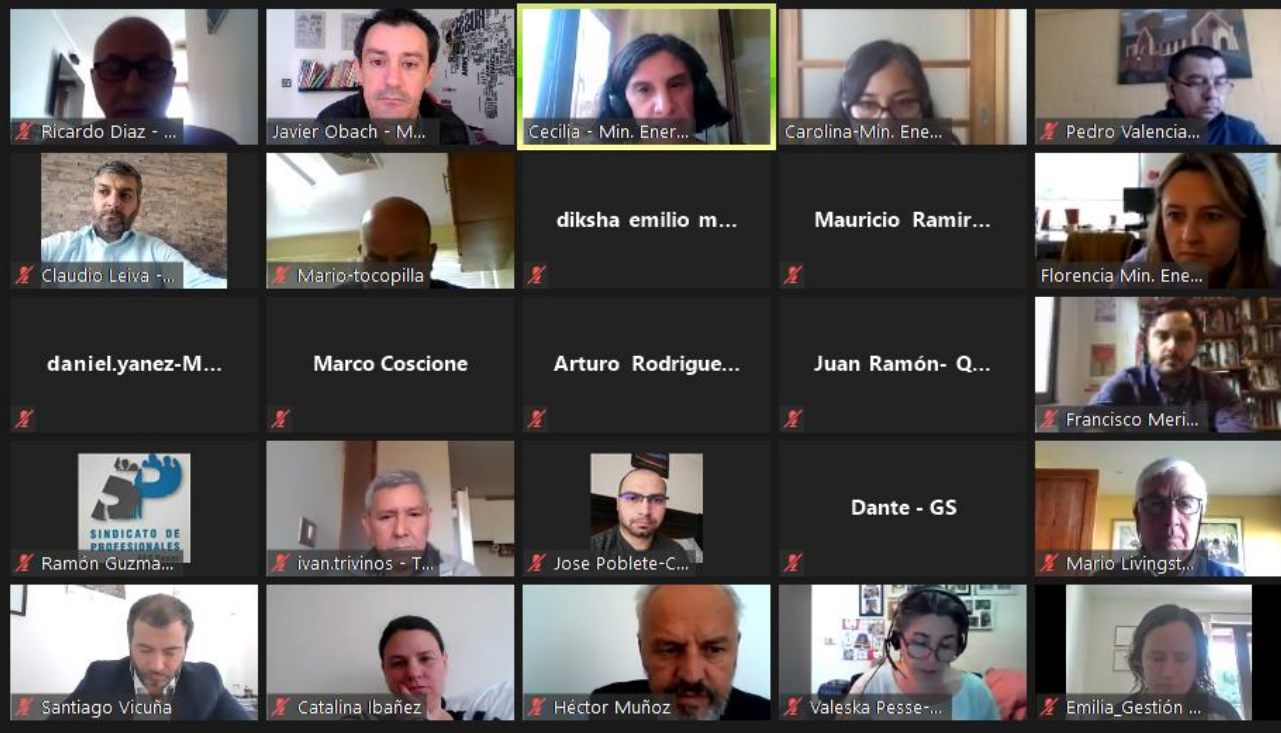 Ricardo Diaz - ...
Javier Obach - M...
Cecilia - Min. Ener...
Carolina-Min. Ene...
Pedro Valencia...
Claudio Leiva -...
Mario-tocopilla
diksha emilio m...
Mauricio Ramir...
Florencia Min. Ene...
daniel.yanez-M...
Marco Coscione
Arturo Rodrigue...
Juan Ramón- Q...
Francisco Meri...
SINDICATO DE
PROFESIONALES
Ramón Guzma...
ivan.trivinos - T...
Jose Poblete-C...
Dante - GS
Mario Livingst...
Santiago Vicuña
Catalina Ibañez
Héctor Muñoz
Valeska Pesse-...
Emilia_Gestión ...